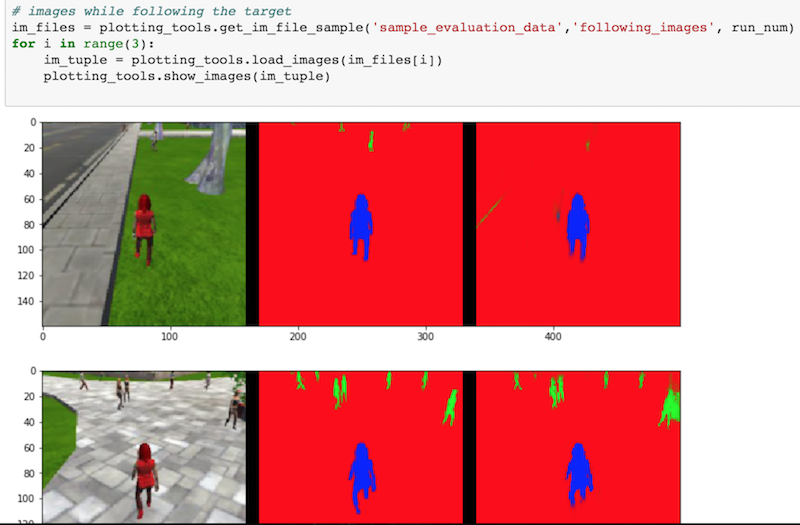 # images while following the target
im_files = plotting_tools.get_im_file_sample('sample_evaluation_data','following_images', run_num)
for i in range(3):
    im_tuple = plotting_tools.load_images(im_files[i])
    plotting_tools.show_images(im_tuple)
0
20
40
60
80
100
120
140
0 100 200 300 400
0
20
40
60
80
100
120